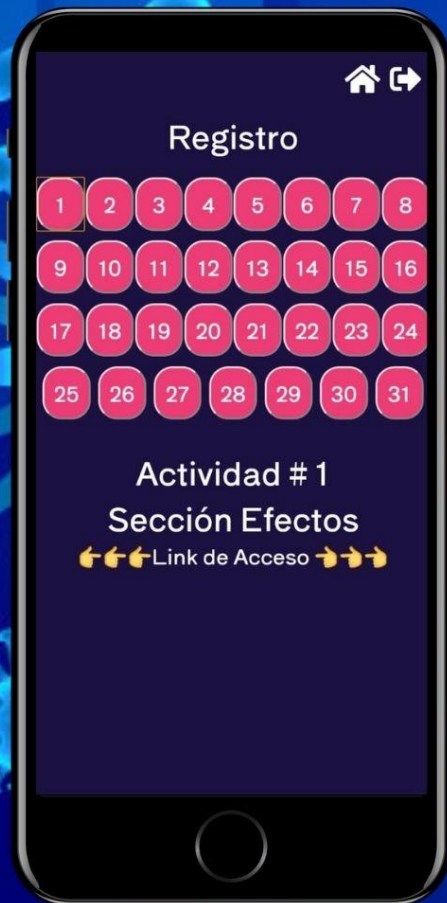 Registro
1 2 3 4 5 6 7 8
9 10 11 12 13 14 15 16
17 18 19 20 21 22 23 24
25 26 27 28 29 30 31
Actividad # 1
Sección Efectos
👉👉👉Link de Acceso 👈👈👈